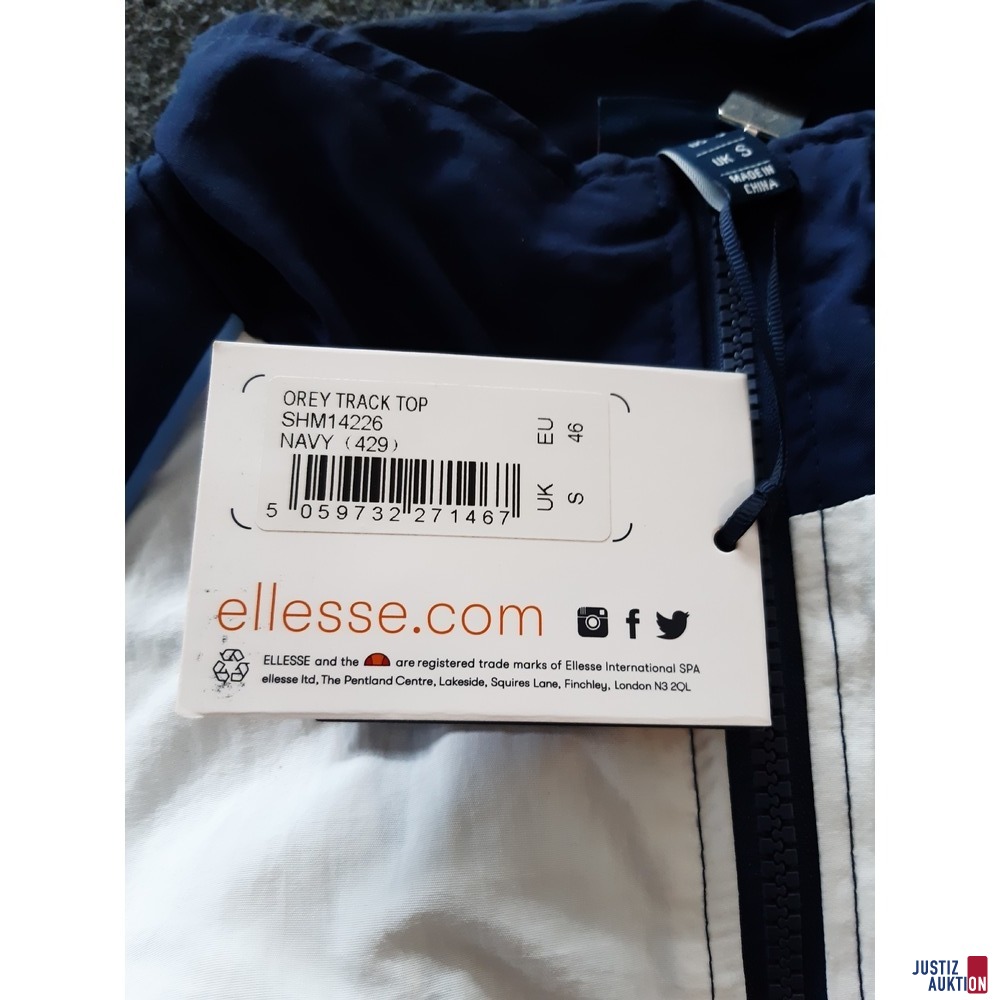 UK S
MADE IN
CHINA
OREY TRACK TOP
SHM14226
NAVY (429)
EU 46
UK S
5 059732 271467
ellesse.com
ELLESSE and the are registered trade marks of Ellesse International SPA
ellesse ltd, The Pentland Centre, Lakeside, Squires Lane, Finchley, London N3 2QL
JUSTIZ
AUKTION